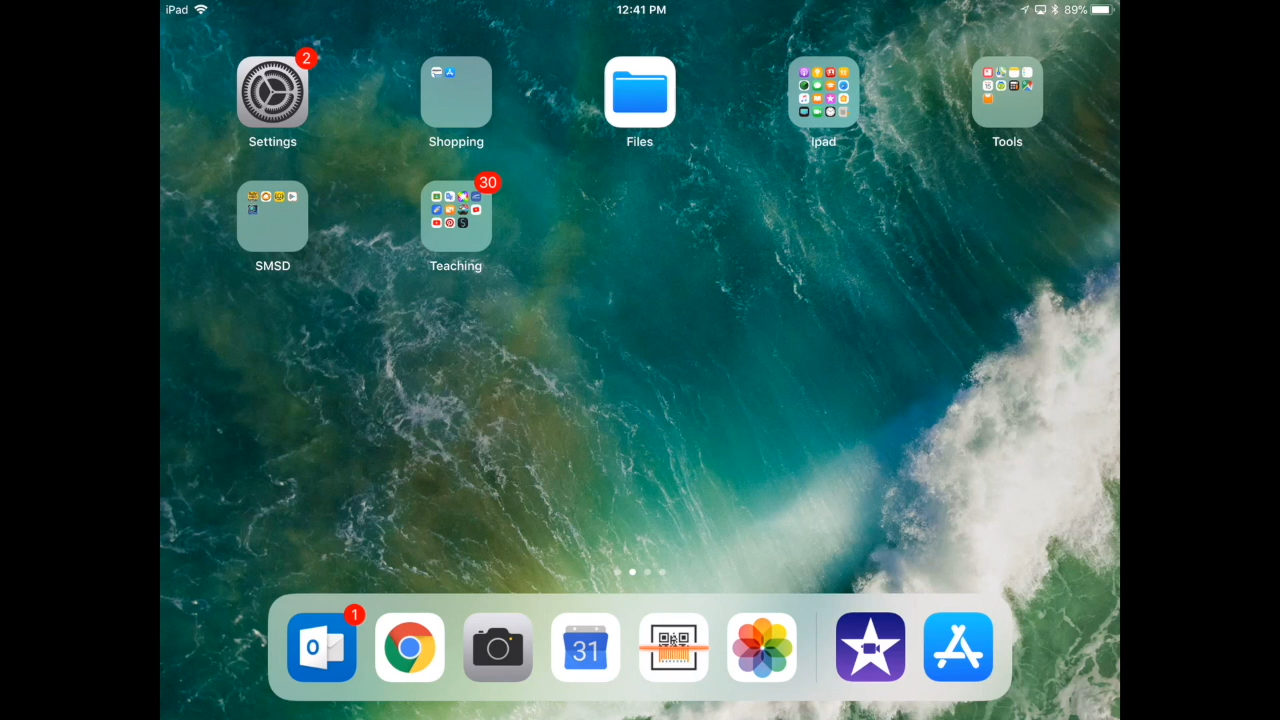 iPad
12:41 PM
89%
2
Settings
Shopping
Files
Ipad
Tools
SMSD
30
Teaching
1
O
31